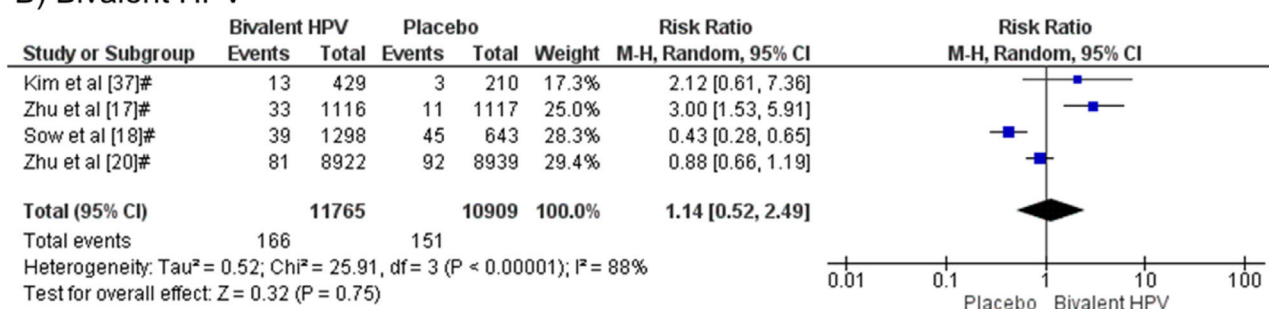 B) Bivalent HPV
Bivalent HPV Placebo Risk Ratio Risk Ratio
Study or Subgroup Events Total Events Total Weight M-H, Random, 95% CI M-H, Random, 95% CI
Kim et al [37]# 13 429 3 210 17.3% 2.12 [0.61, 7.36]
Zhu et al [17]# 33 1116 11 1117 25.0% 3.00 [1.53, 5.91]
Sow et al [18]# 39 1298 45 643 28.3% 0.43 [0.28, 0.65]
Zhu et al [20]# 81 8922 92 8939 29.4% 0.88 [0.66, 1.19]
Total (95% CI) 11765 10909 100.0% 1.14 [0.52, 2.49]
Total events 166 151
Heterogeneity: Tau² = 0.52; Chi² = 25.91, df = 3 (P < 0.00001); I² = 88%
Test for overall effect: Z = 0.32 (P = 0.75)
0.01 0.1 1 10 100
Placebo Bivalent HPV